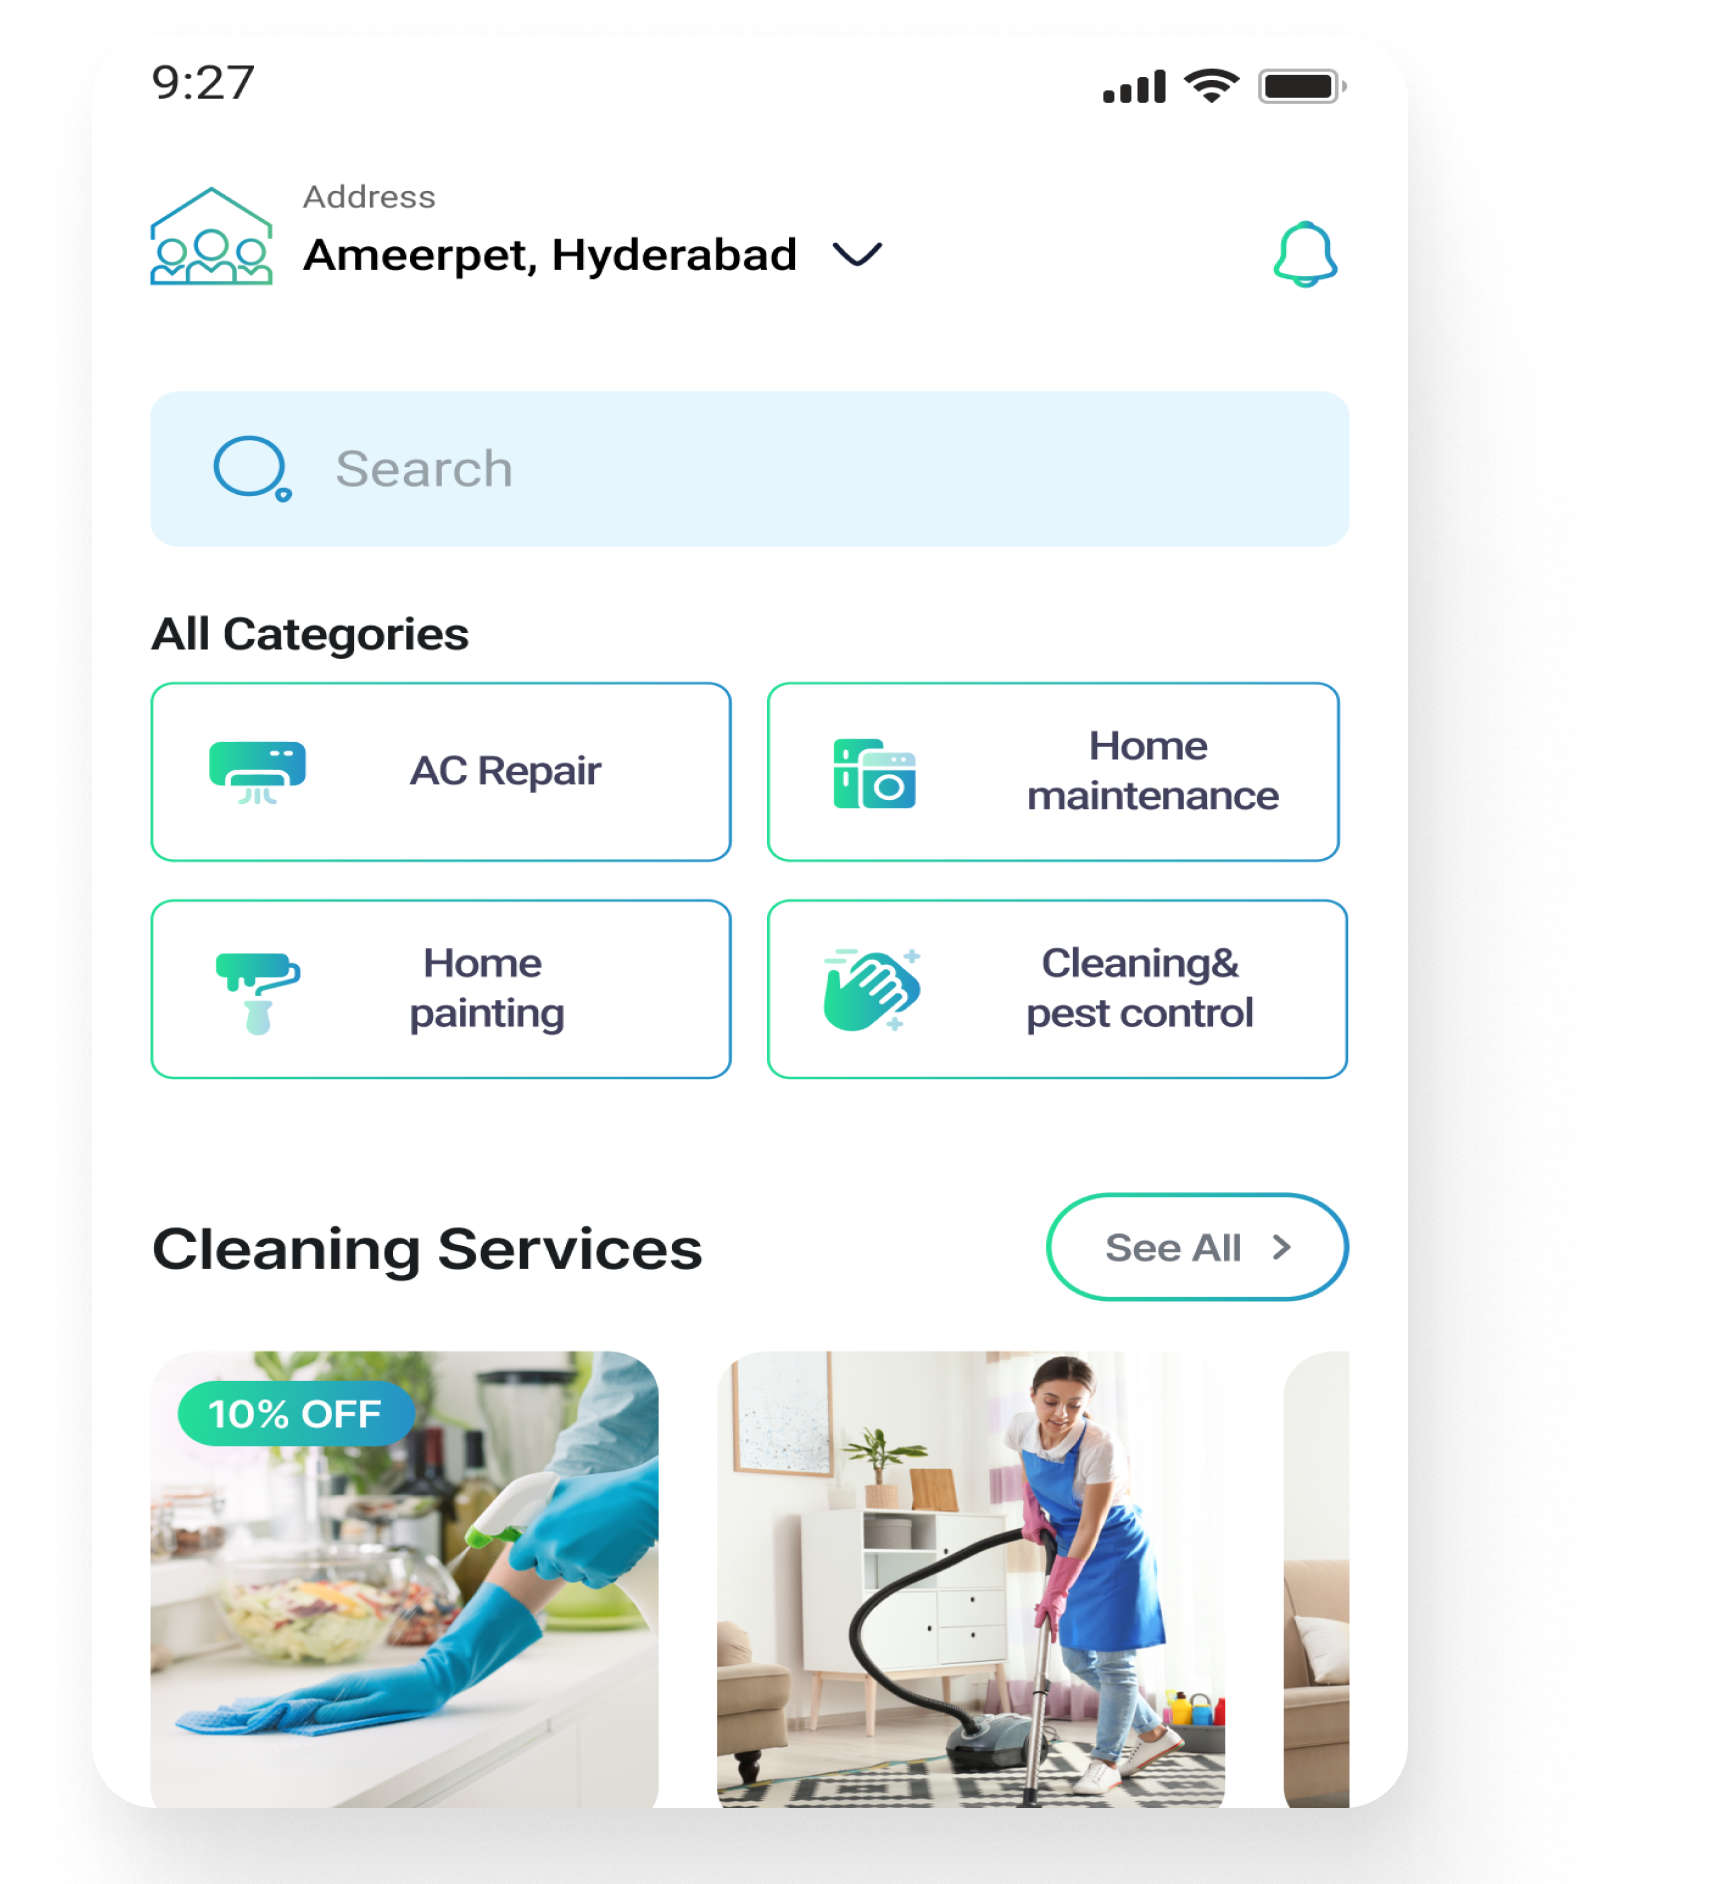 9:27
Address
Ameerpet, Hyderabad
Search
All Categories
AC Repair
Home
maintenance
Home
painting
Cleaning&
pest control
Cleaning Services
See All
10% OFF